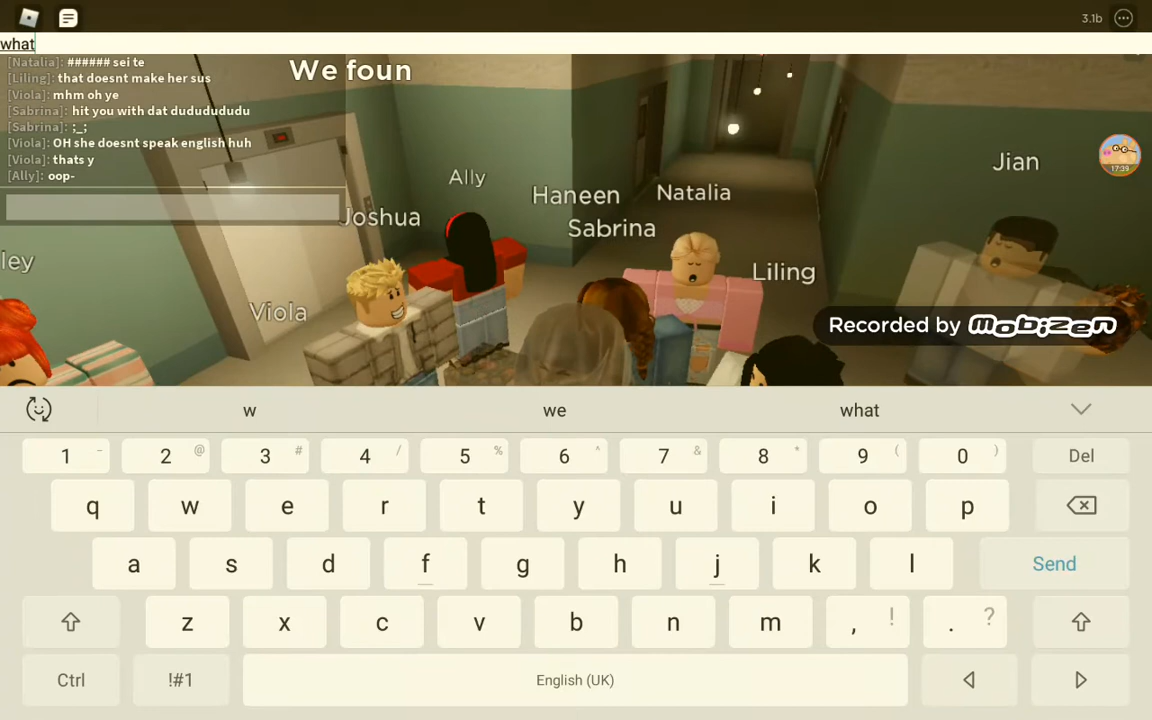 3.1b
what
[Natalia]: ###### sei te
[Liling]: that doesnt make her sus
[Viola]: mhm oh ye
[Sabrina]: hit you with dat dudududududu
[Sabrina]: ;_;
[Viola]: OH she doesnt speak english huh
[Viola]: thats y
[Ally]: oop-
We foun
Ally
Haneen
Natalia
Jian
17:39
Joshua
Sabrina
ley
Liling
Viola
Recorded by mobizen
w we what
1 - 2 @ 3 # 4 / 5 % 6 ^ 7 & 8 * 9 ( 0 ) Del
q w e r t y u i o p
a s d f g h j k l Send
z x c v b n m , ! . ?
Ctrl !#1 English (UK)